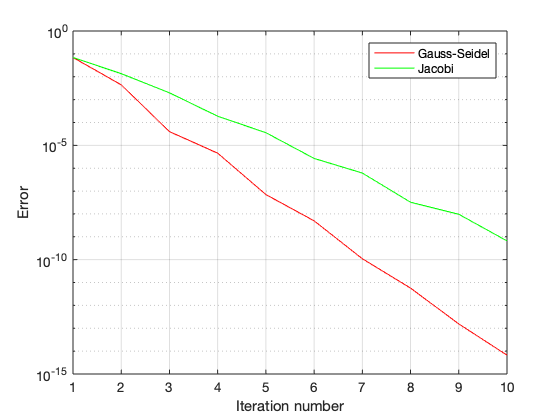 10^0
10^-5
10^-10
10^-15
Error
Gauss-Seidel
Jacobi
1 2 3 4 5 6 7 8 9 10
Iteration number